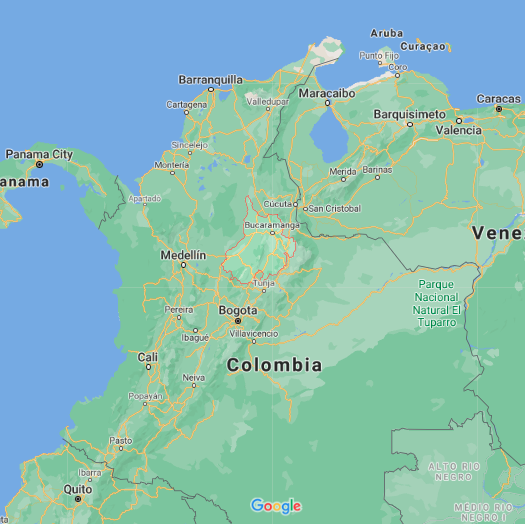 Aruba
Curaçao
Punto Fijo
Coro
Barranquilla
Valledupar
Maracaibo
Caracas
Cartagena
Barquisimeto
Valencia
Sincelejo
Panama City
Montería
Merida
Barinas
anama
Apartado
Cúcuta
San Cristobal
Bucaramanga
Vene
Medellín
Tunja
Parque
Nacional
Natural El
Tuparro
Pereira
Bogota
Ibagué
Villavicencio
Cali
Colombia
Neiva
Popayán
Pasto
Ibarra
ALTO RIO
NEGRO
Quito
Google
MEDIO RIO
NEGRO I
nta